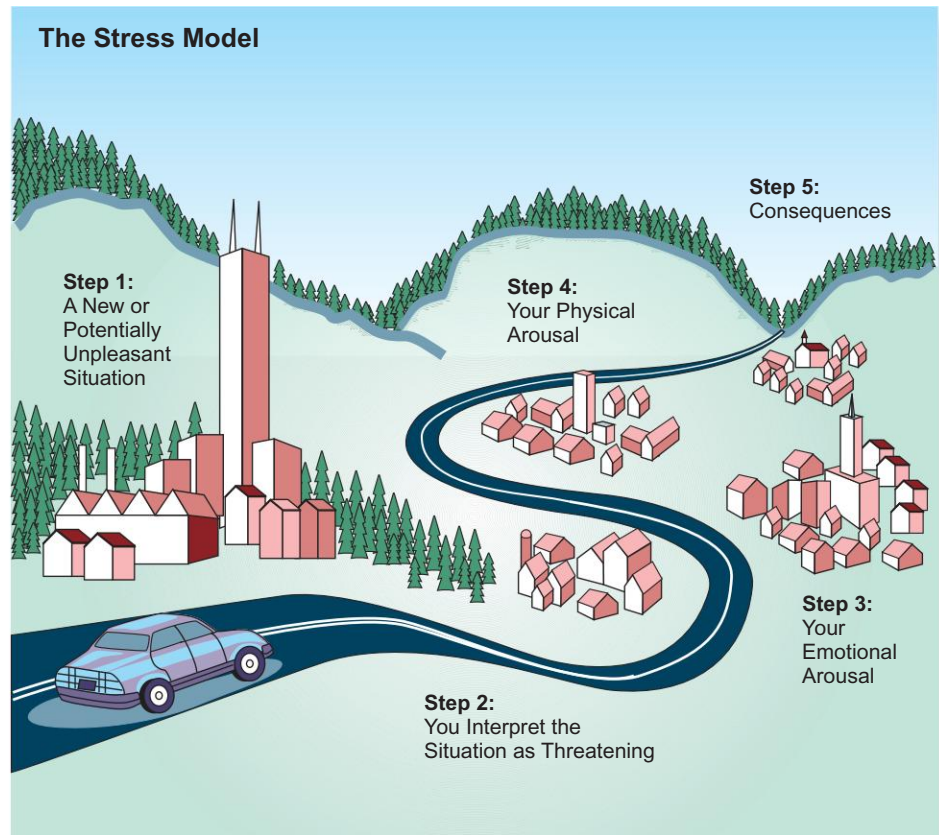 The Stress Model
Step 1:
A New or
Potentially
Unpleasant
Situation
Step 2:
You Interpret the
Situation as Threatening
Step 3:
Your
Emotional
Arousal
Step 4:
Your Physical
Arousal
Step 5:
Consequences